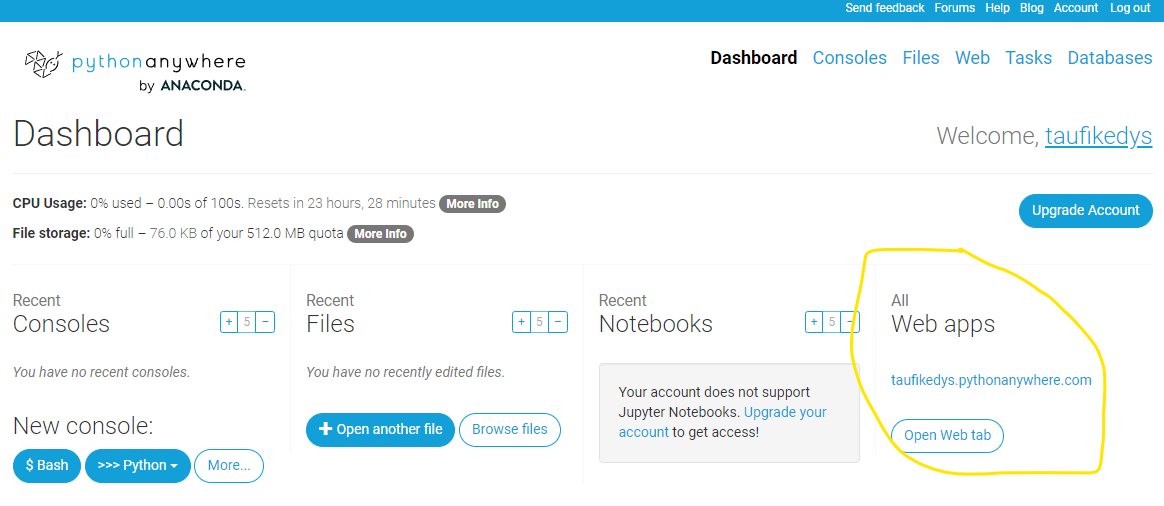 Send feedback Forums Help Blog Account Log out
pythonanywhere
by ANACONDA.
Dashboard Consoles Files Web Tasks Databases
Dashboard
Welcome, taufikedys
CPU Usage: 0% used – 0.00s of 100s. Resets in 23 hours, 28 minutes More Info
File storage: 0% full – 76.0 KB of your 512.0 MB quota More Info
Upgrade Account
Recent
Consoles
+ 5 −
You have no recent consoles.
New console:
$ Bash >>> Python More...
Recent
Files
+ 5 −
You have no recently edited files.
+ Open another file Browse files
Recent
Notebooks
+ 5 −
Your account does not support
Jupyter Notebooks. Upgrade your
account to get access!
All
Web apps
taufikedys.pythonanywhere.com
Open Web tab